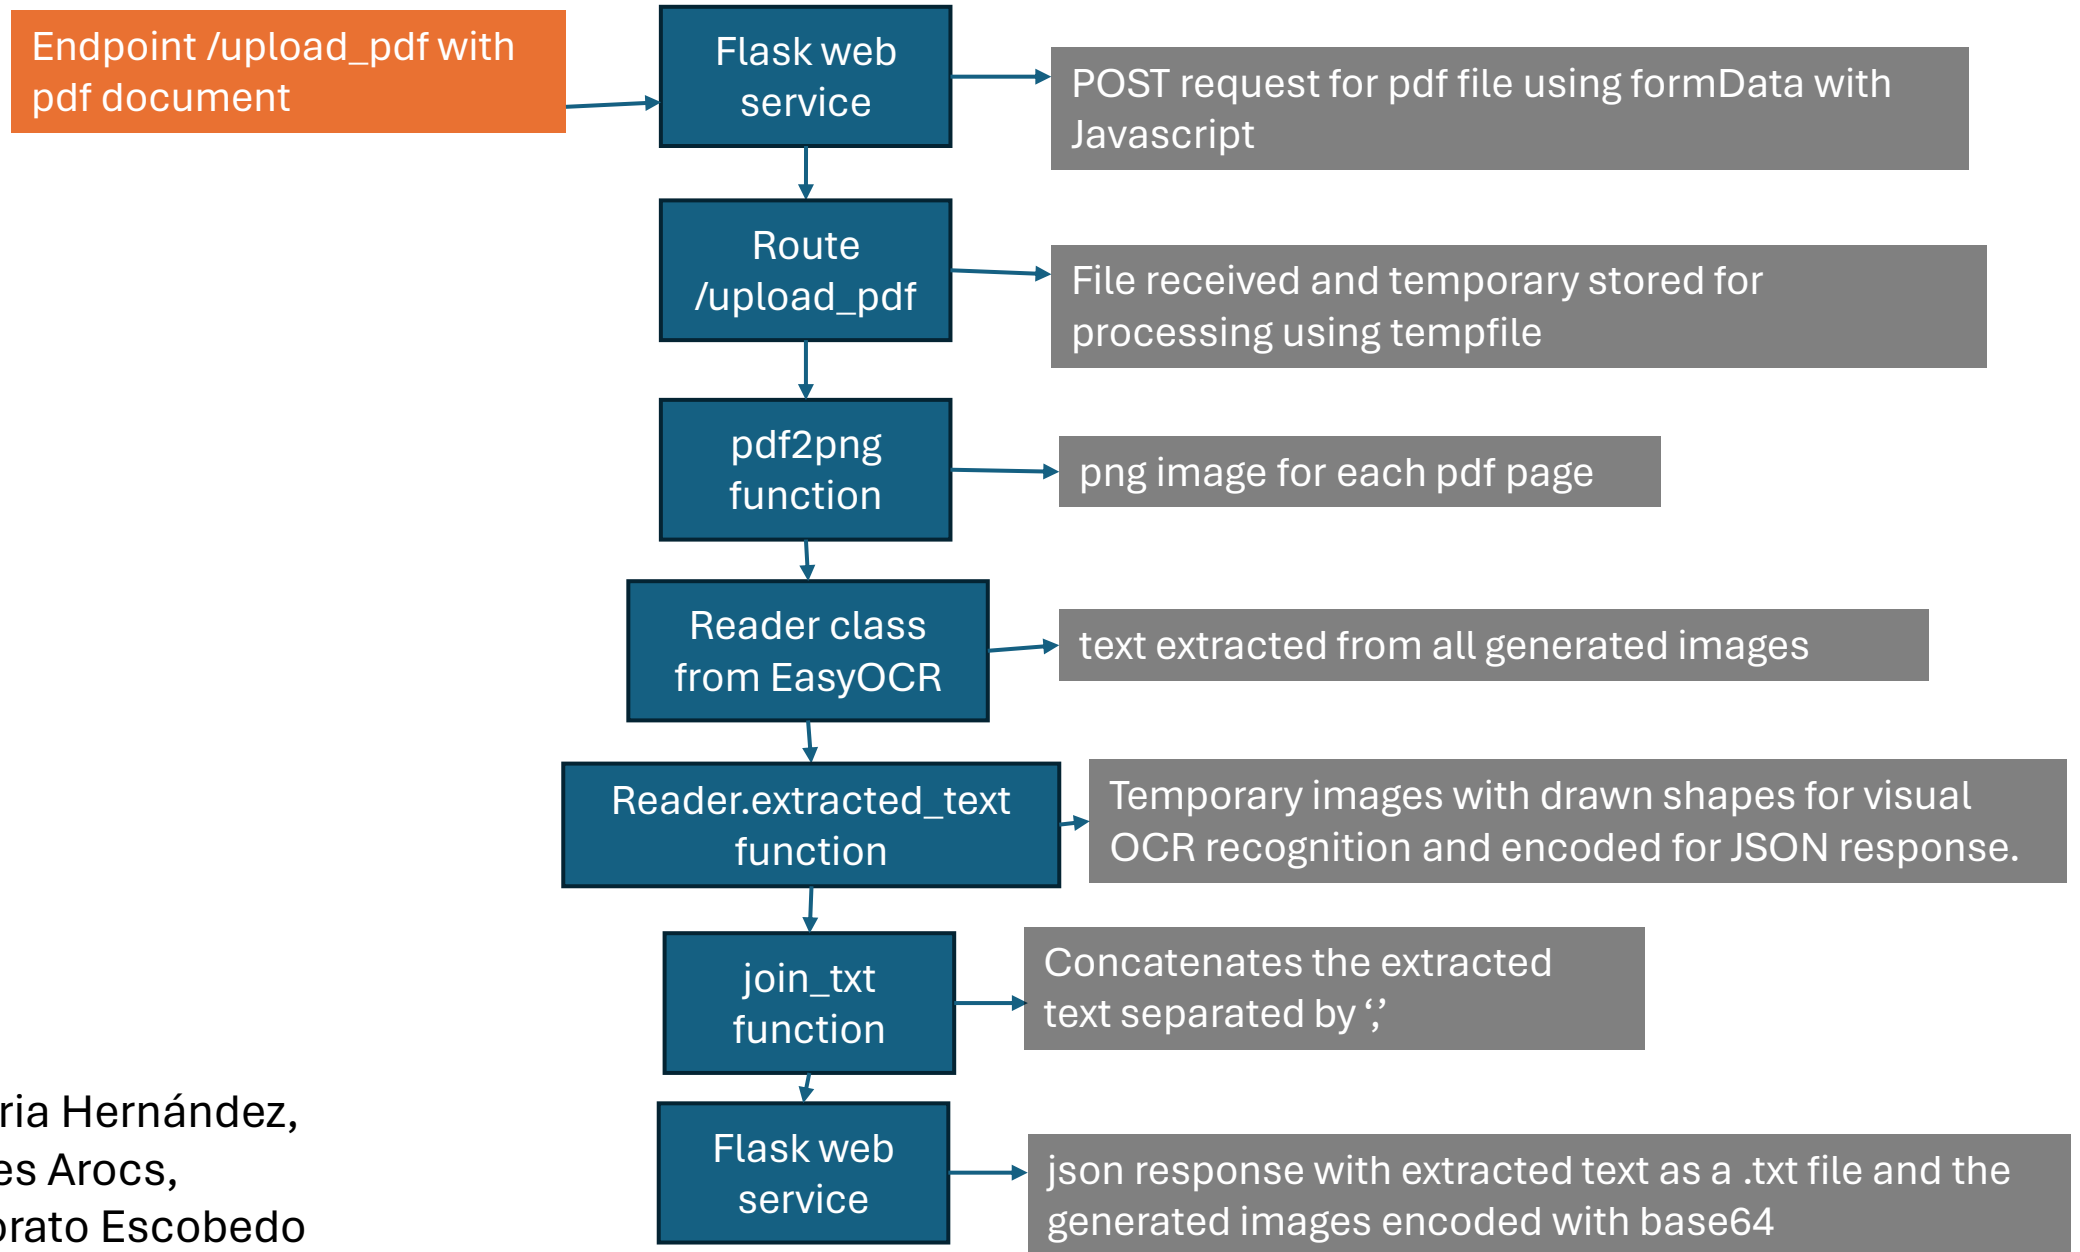 Endpoint /upload_pdf with
pdf document
Flask web
service
POST request for pdf file using formData with
Javascript
Route
/upload_pdf
File received and temporary stored for
processing using tempfile
pdf2png
function
png image for each pdf page
Reader class
from EasyOCR
text extracted from all generated images
Reader.extracted_text
function
Temporary images with drawn shapes for visual
OCR recognition and encoded for JSON response.
join_txt
function
Concatenates the extracted
text separated by ‘,’
Flask web
service
json response with extracted text as a .txt file and the
generated images encoded with base64
Hernández,
Arocs,
Escobedo